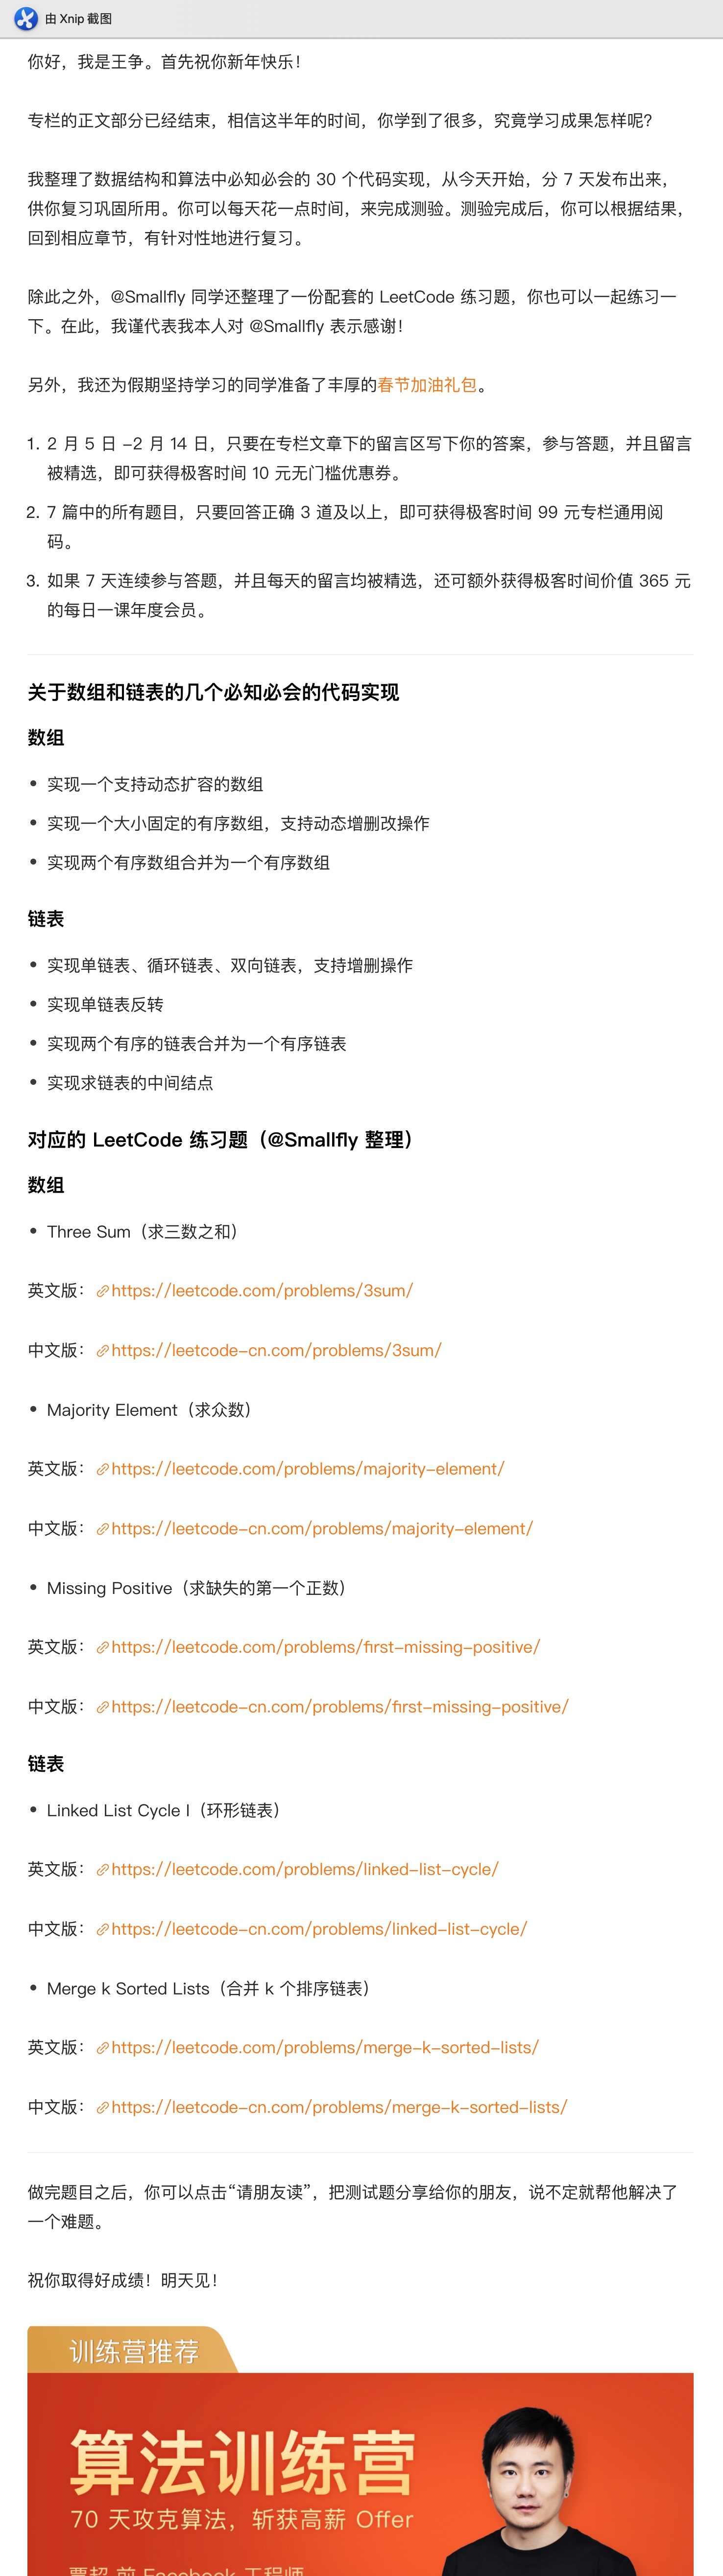 由 Xnip 截图
你好，我是王争。首先祝你新年快乐！
专栏的正文部分已经结束，相信这半年的时间，你学到了很多，究竟学习成果怎样呢？
我整理了数据结构和算法中必知必会的 30 个代码实现，从今天开始，分 7 天发布出来，
供你复习巩固所用。你可以每天花一点时间，来完成测验。测验完成后，你可以根据结果，
回到相应章节，有针对性地进行复习。
除此之外，@Smallfly 同学还整理了一份配套的 LeetCode 练习题，你也可以一起练习一
下。在此，我谨代表我本人对 @Smallfly 表示感谢！
另外，我还为假期坚持学习的同学准备了丰厚的春节加油礼包。
1. 2 月 5 日 -2 月 14 日，只要在专栏文章下的留言区写下你的答案，参与答题，并且留言
被精选，即可获得极客时间 10 元无门槛优惠券。
2. 7 篇中的所有题目，只要回答正确 3 道及以上，即可获得极客时间 99 元专栏通用阅
码。
3. 如果 7 天连续参与答题，并且每天的留言均被精选，还可额外获得极客时间价值 365 元
的每日一课年度会员。
关于数组和链表的几个必知必会的代码实现
数组
• 实现一个支持动态扩容的数组
• 实现一个大小固定的有序数组，支持动态增删改操作
• 实现两个有序数组合并为一个有序数组
链表
• 实现单链表、循环链表、双向链表，支持增删操作
• 实现单链表反转
• 实现两个有序的链表合并为一个有序链表
• 实现求链表的中间结点
对应的 LeetCode 练习题（@Smallfly 整理）
数组
• Three Sum（求三数之和）
英文版：https://leetcode.com/problems/3sum/
中文版：https://leetcode-cn.com/problems/3sum/
• Majority Element（求众数）
英文版：https://leetcode.com/problems/majority-element/
中文版：https://leetcode-cn.com/problems/majority-element/
• Missing Positive（求缺失的第一个正数）
英文版：https://leetcode.com/problems/first-missing-positive/
中文版：https://leetcode-cn.com/problems/first-missing-positive/
链表
• Linked List Cycle I（环形链表）
英文版：https://leetcode.com/problems/linked-list-cycle/
中文版：https://leetcode-cn.com/problems/linked-list-cycle/
• Merge k Sorted Lists（合并 k 个排序链表）
英文版：https://leetcode.com/problems/merge-k-sorted-lists/
中文版：https://leetcode-cn.com/problems/merge-k-sorted-lists/
做完题目之后，你可以点击“请朋友读”，把测试题分享给你的朋友，说不定就帮他解决了
一个难题。
祝你取得好成绩！明天见！
训练营推荐
算法训练营
70 天攻克算法，斩获高薪 Offer
覃超 前 Facebook 工程师